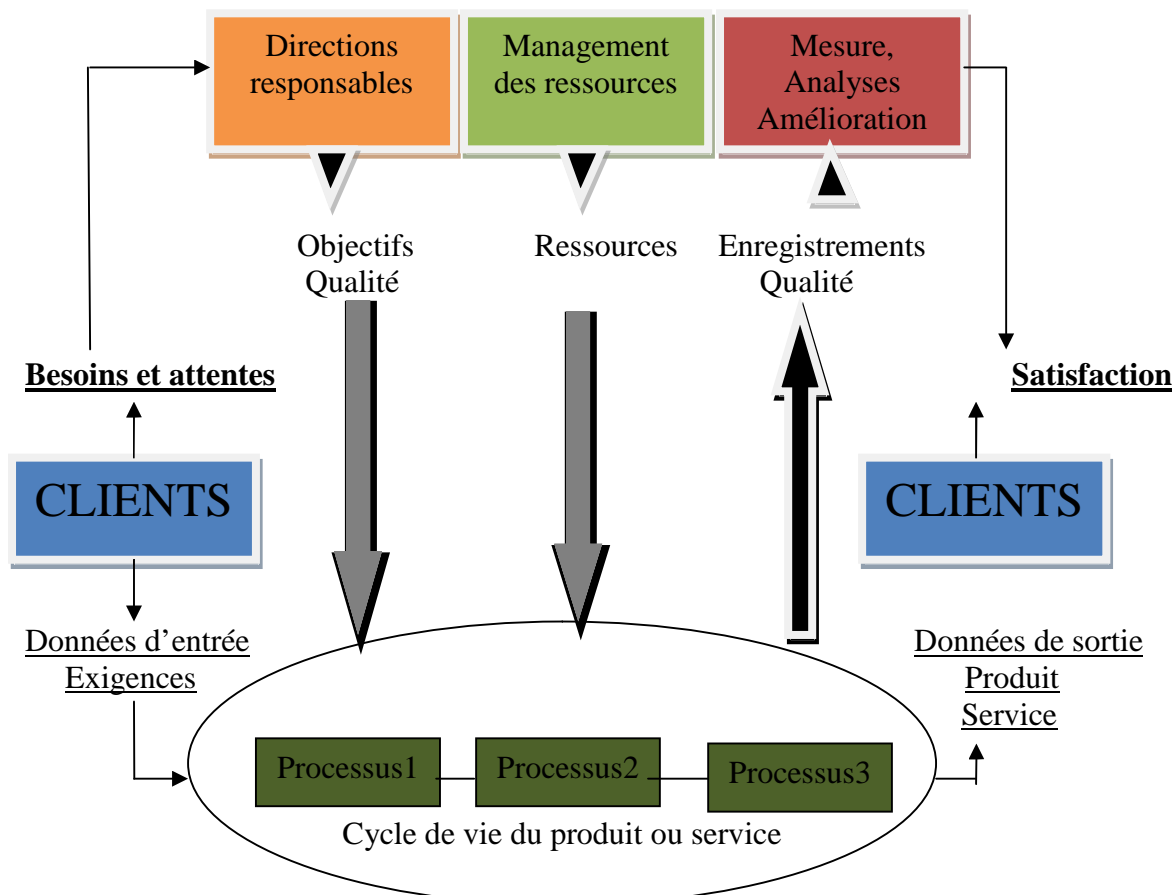 Directions
responsables
Management
des ressources
Mesure,
Analyses
Amélioration
Objectifs
Qualité
Ressources
Enregistrements
Qualité
Besoins et attentes
Satisfaction
CLIENTS
CLIENTS
Données d’entrée
Exigences
Données de sortie
Produit
Service
Processus1
Processus2
Processus3
Cycle de vie du produit ou service